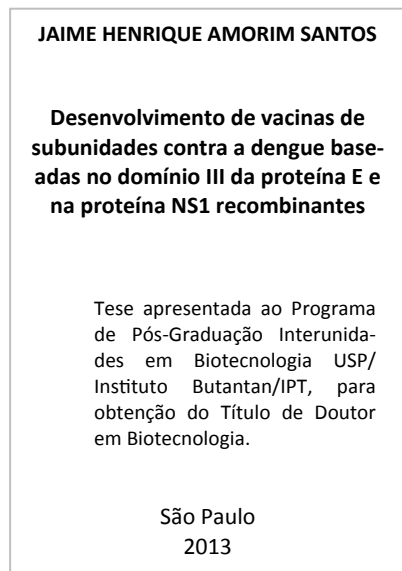 JAIME HENRIQUE AMORIM SANTOS
Desenvolvimento de vacinas de
subunidades contra a dengue base-
adas no domínio III da proteína E e
na proteína NS1 recombinantes
Tese apresentada ao Programa
de Pós-Graduação Interunida-
des em Biotecnologia USP/
Instituto Butantan/IPT, para
obtenção do Título de Doutor
em Biotecnologia.
São Paulo
2013